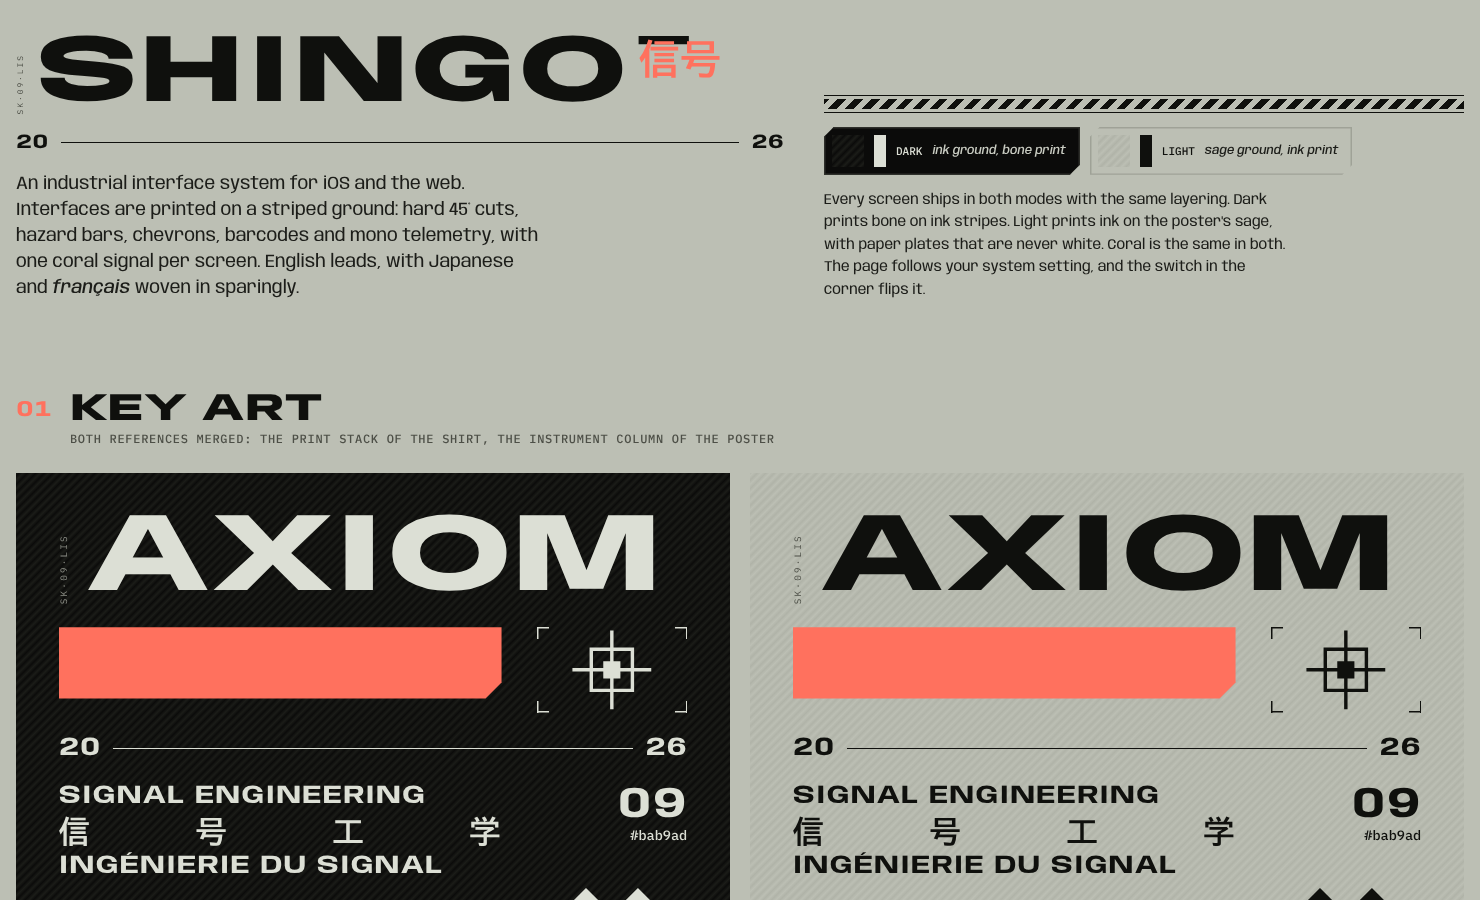 SK·09·LIS
SHINGO
信号
20
26
An industrial interface system for iOS and the web.
Interfaces are printed on a striped ground: hard 45° cuts,
hazard bars, chevrons, barcodes and mono telemetry, with
one coral signal per screen. English leads, with Japanese
and français woven in sparingly.
DARK ink ground, bone print
LIGHT sage ground, ink print
Every screen ships in both modes with the same layering. Dark
prints bone on ink stripes. Light prints ink on the poster's sage,
with paper plates that are never white. Coral is the same in both.
The page follows your system setting, and the switch in the
corner flips it.
01 KEY ART
BOTH REFERENCES MERGED: THE PRINT STACK OF THE SHIRT, THE INSTRUMENT COLUMN OF THE POSTER
SK·09·LIS
AXIOM
20
26
SIGNAL ENGINEERING
信号工学
INGÉNIERIE DU SIGNAL
09
#bab9ad
SK·09·LIS
AXIOM
20
26
SIGNAL ENGINEERING
信号工学
INGÉNIERIE DU SIGNAL
09
#bab9ad